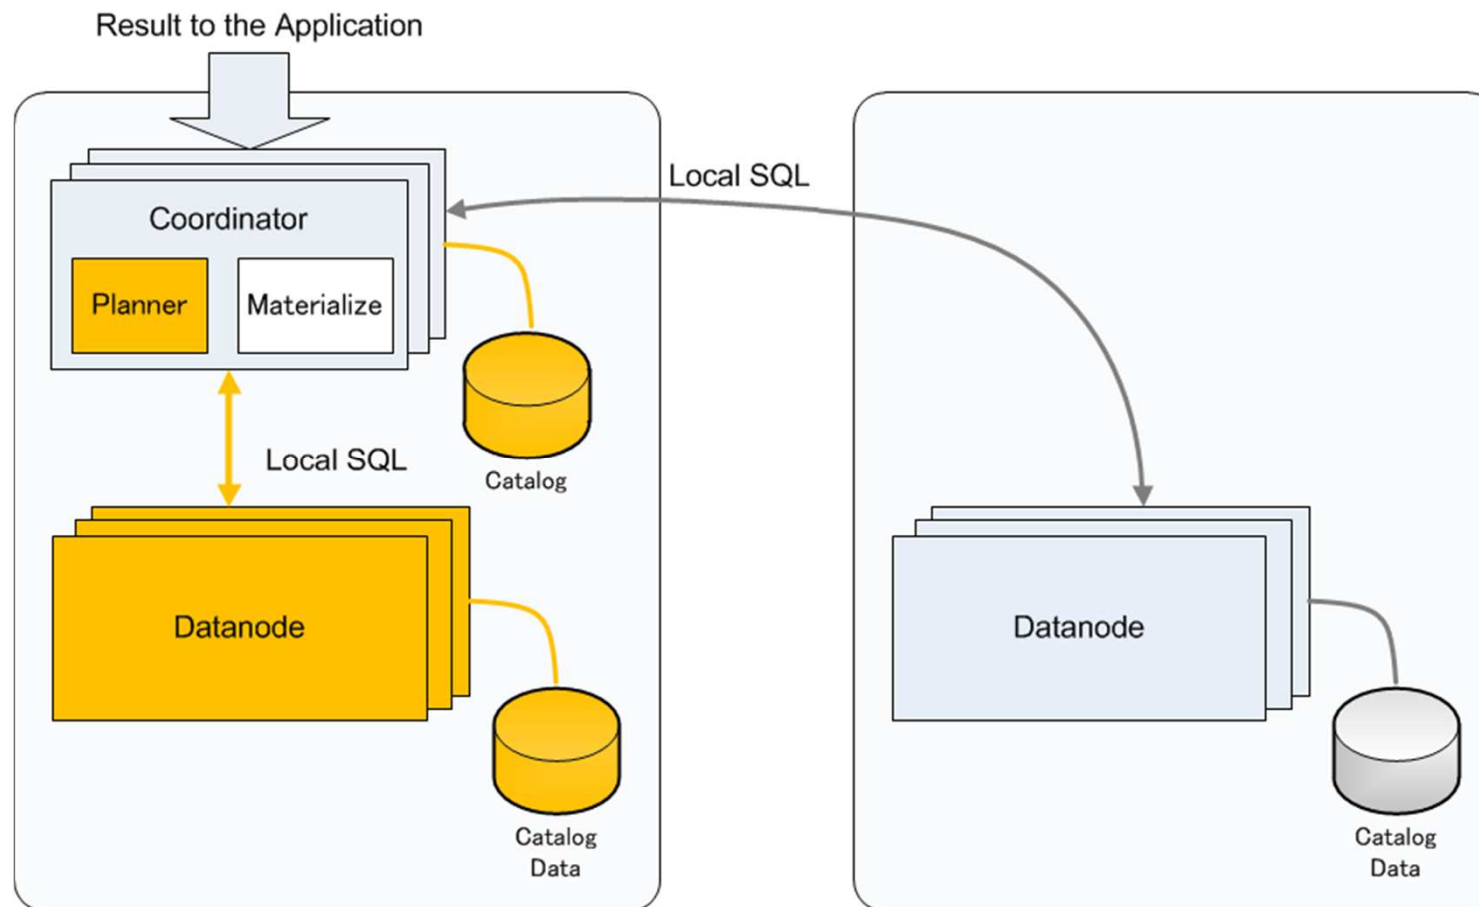 Result to the Application
Local SQL
Coordinator
Planner
Materialize
Local SQL
Catalog
Datanode
Datanode
Catalog
Data
Catalog
Data